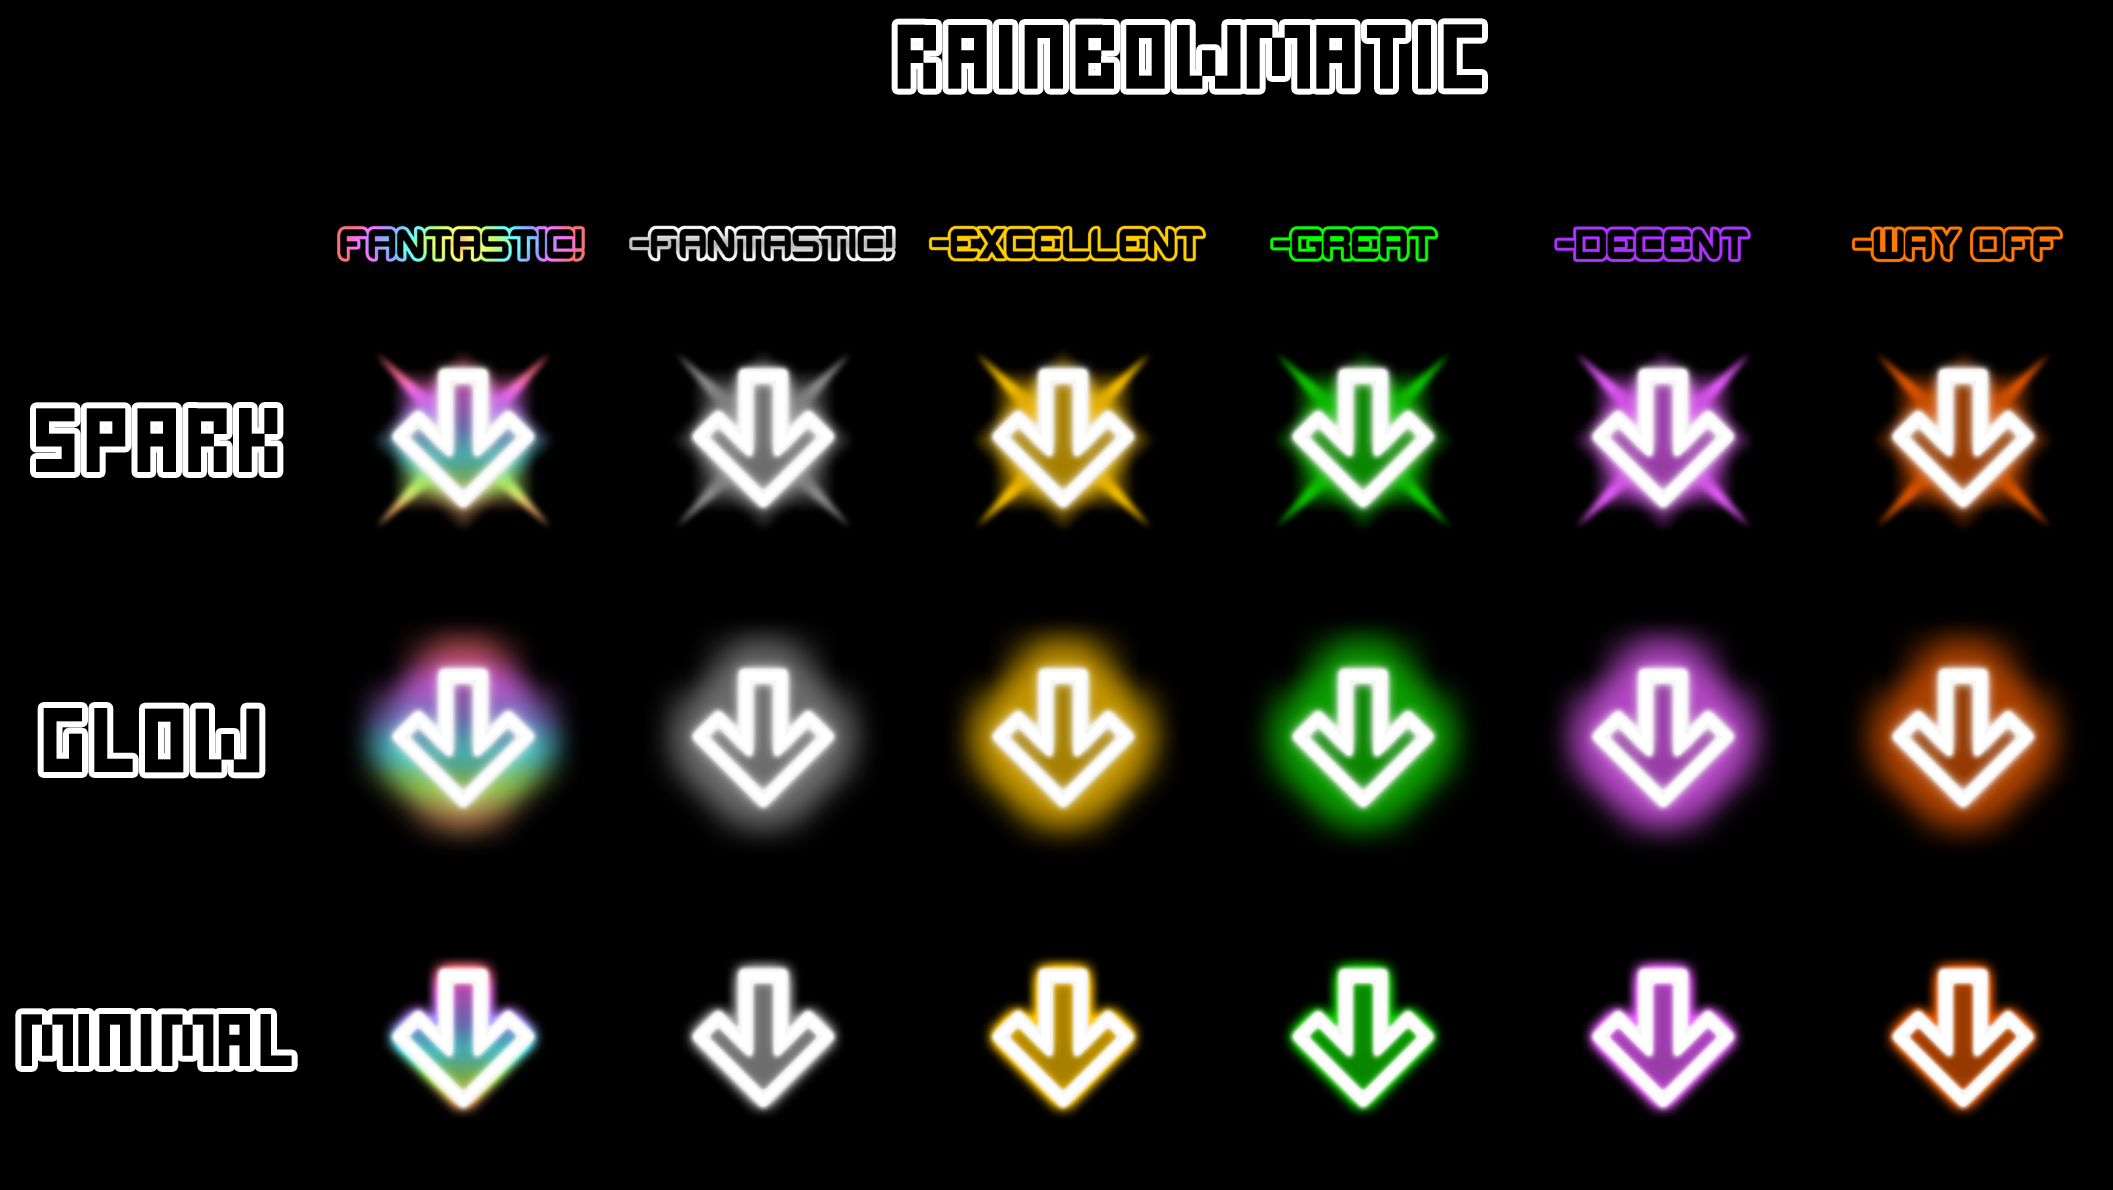 RAINBOWMATIC
FANTASTIC! -FANTASTIC! -EXCELLENT -GREAT -DECENT -WAY OFF
SPARK
GLOW
MINIMAL